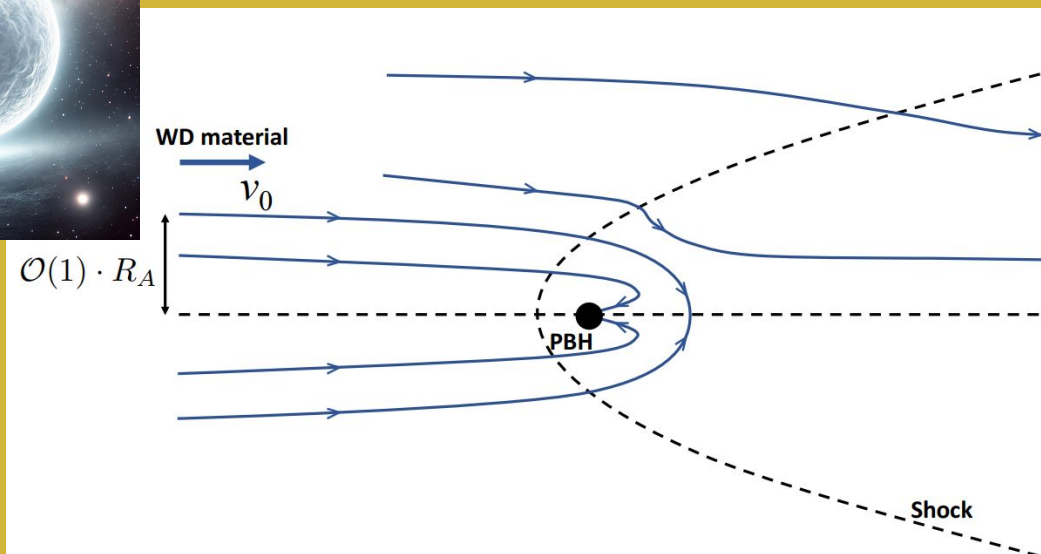 WD material
v₀
𝒪(1) · R_A
PBH
Shock